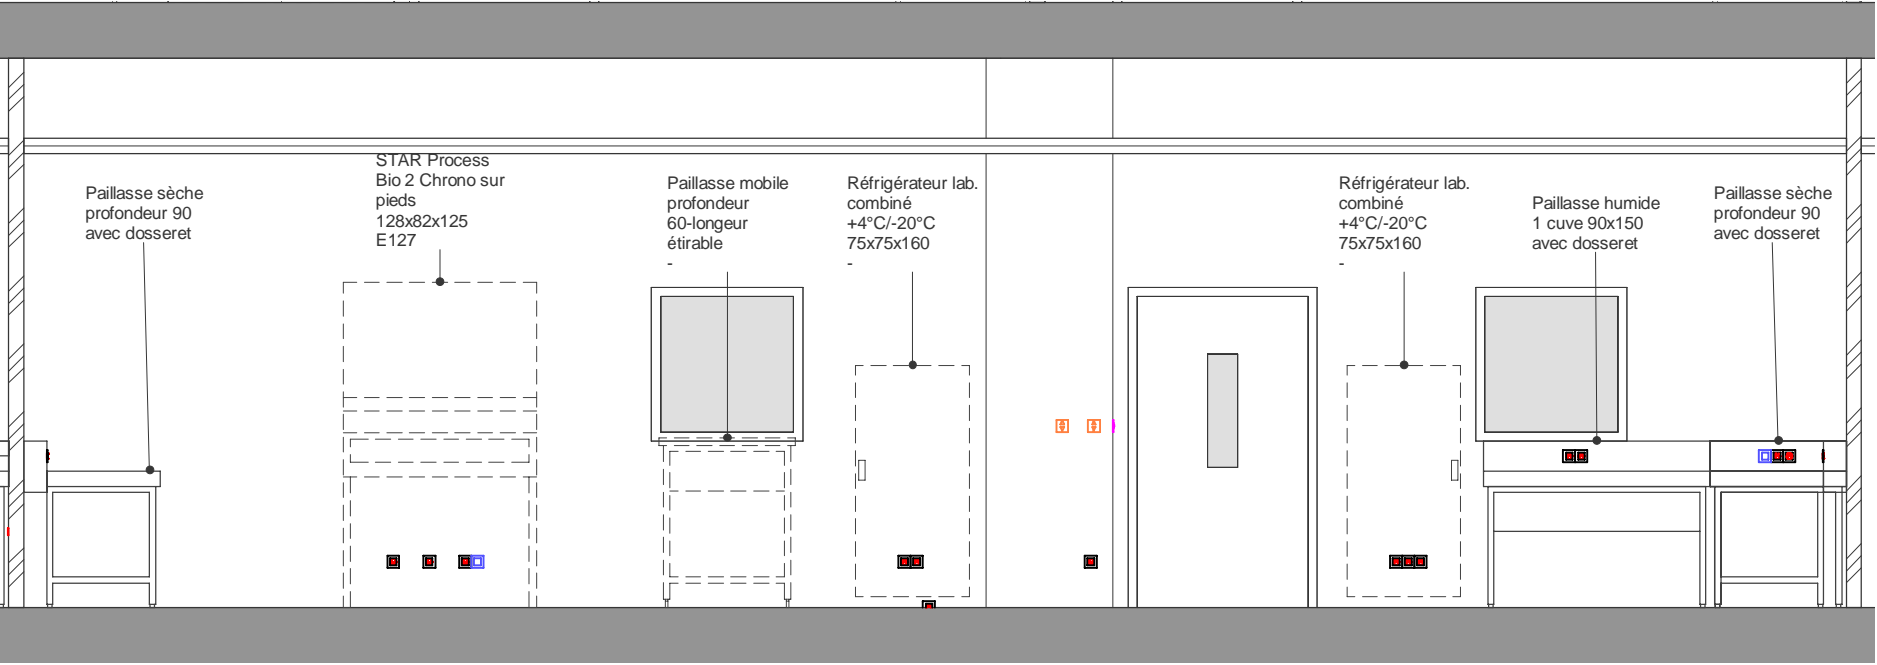 STAR Process
Bio 2 Chrono sur
pieds
128x82x125
E127
Paillasse sèche
profondeur 90
avec dosseret
Paillasse mobile
profondeur
60-longeur
étirable
-
Réfrigérateur lab.
combiné
+4°C/-20°C
75x75x160
-
Réfrigérateur lab.
combiné
+4°C/-20°C
75x75x160
-
Paillasse humide
1 cuve 90x150
avec dosseret
Paillasse sèche
profondeur 90
avec dosseret